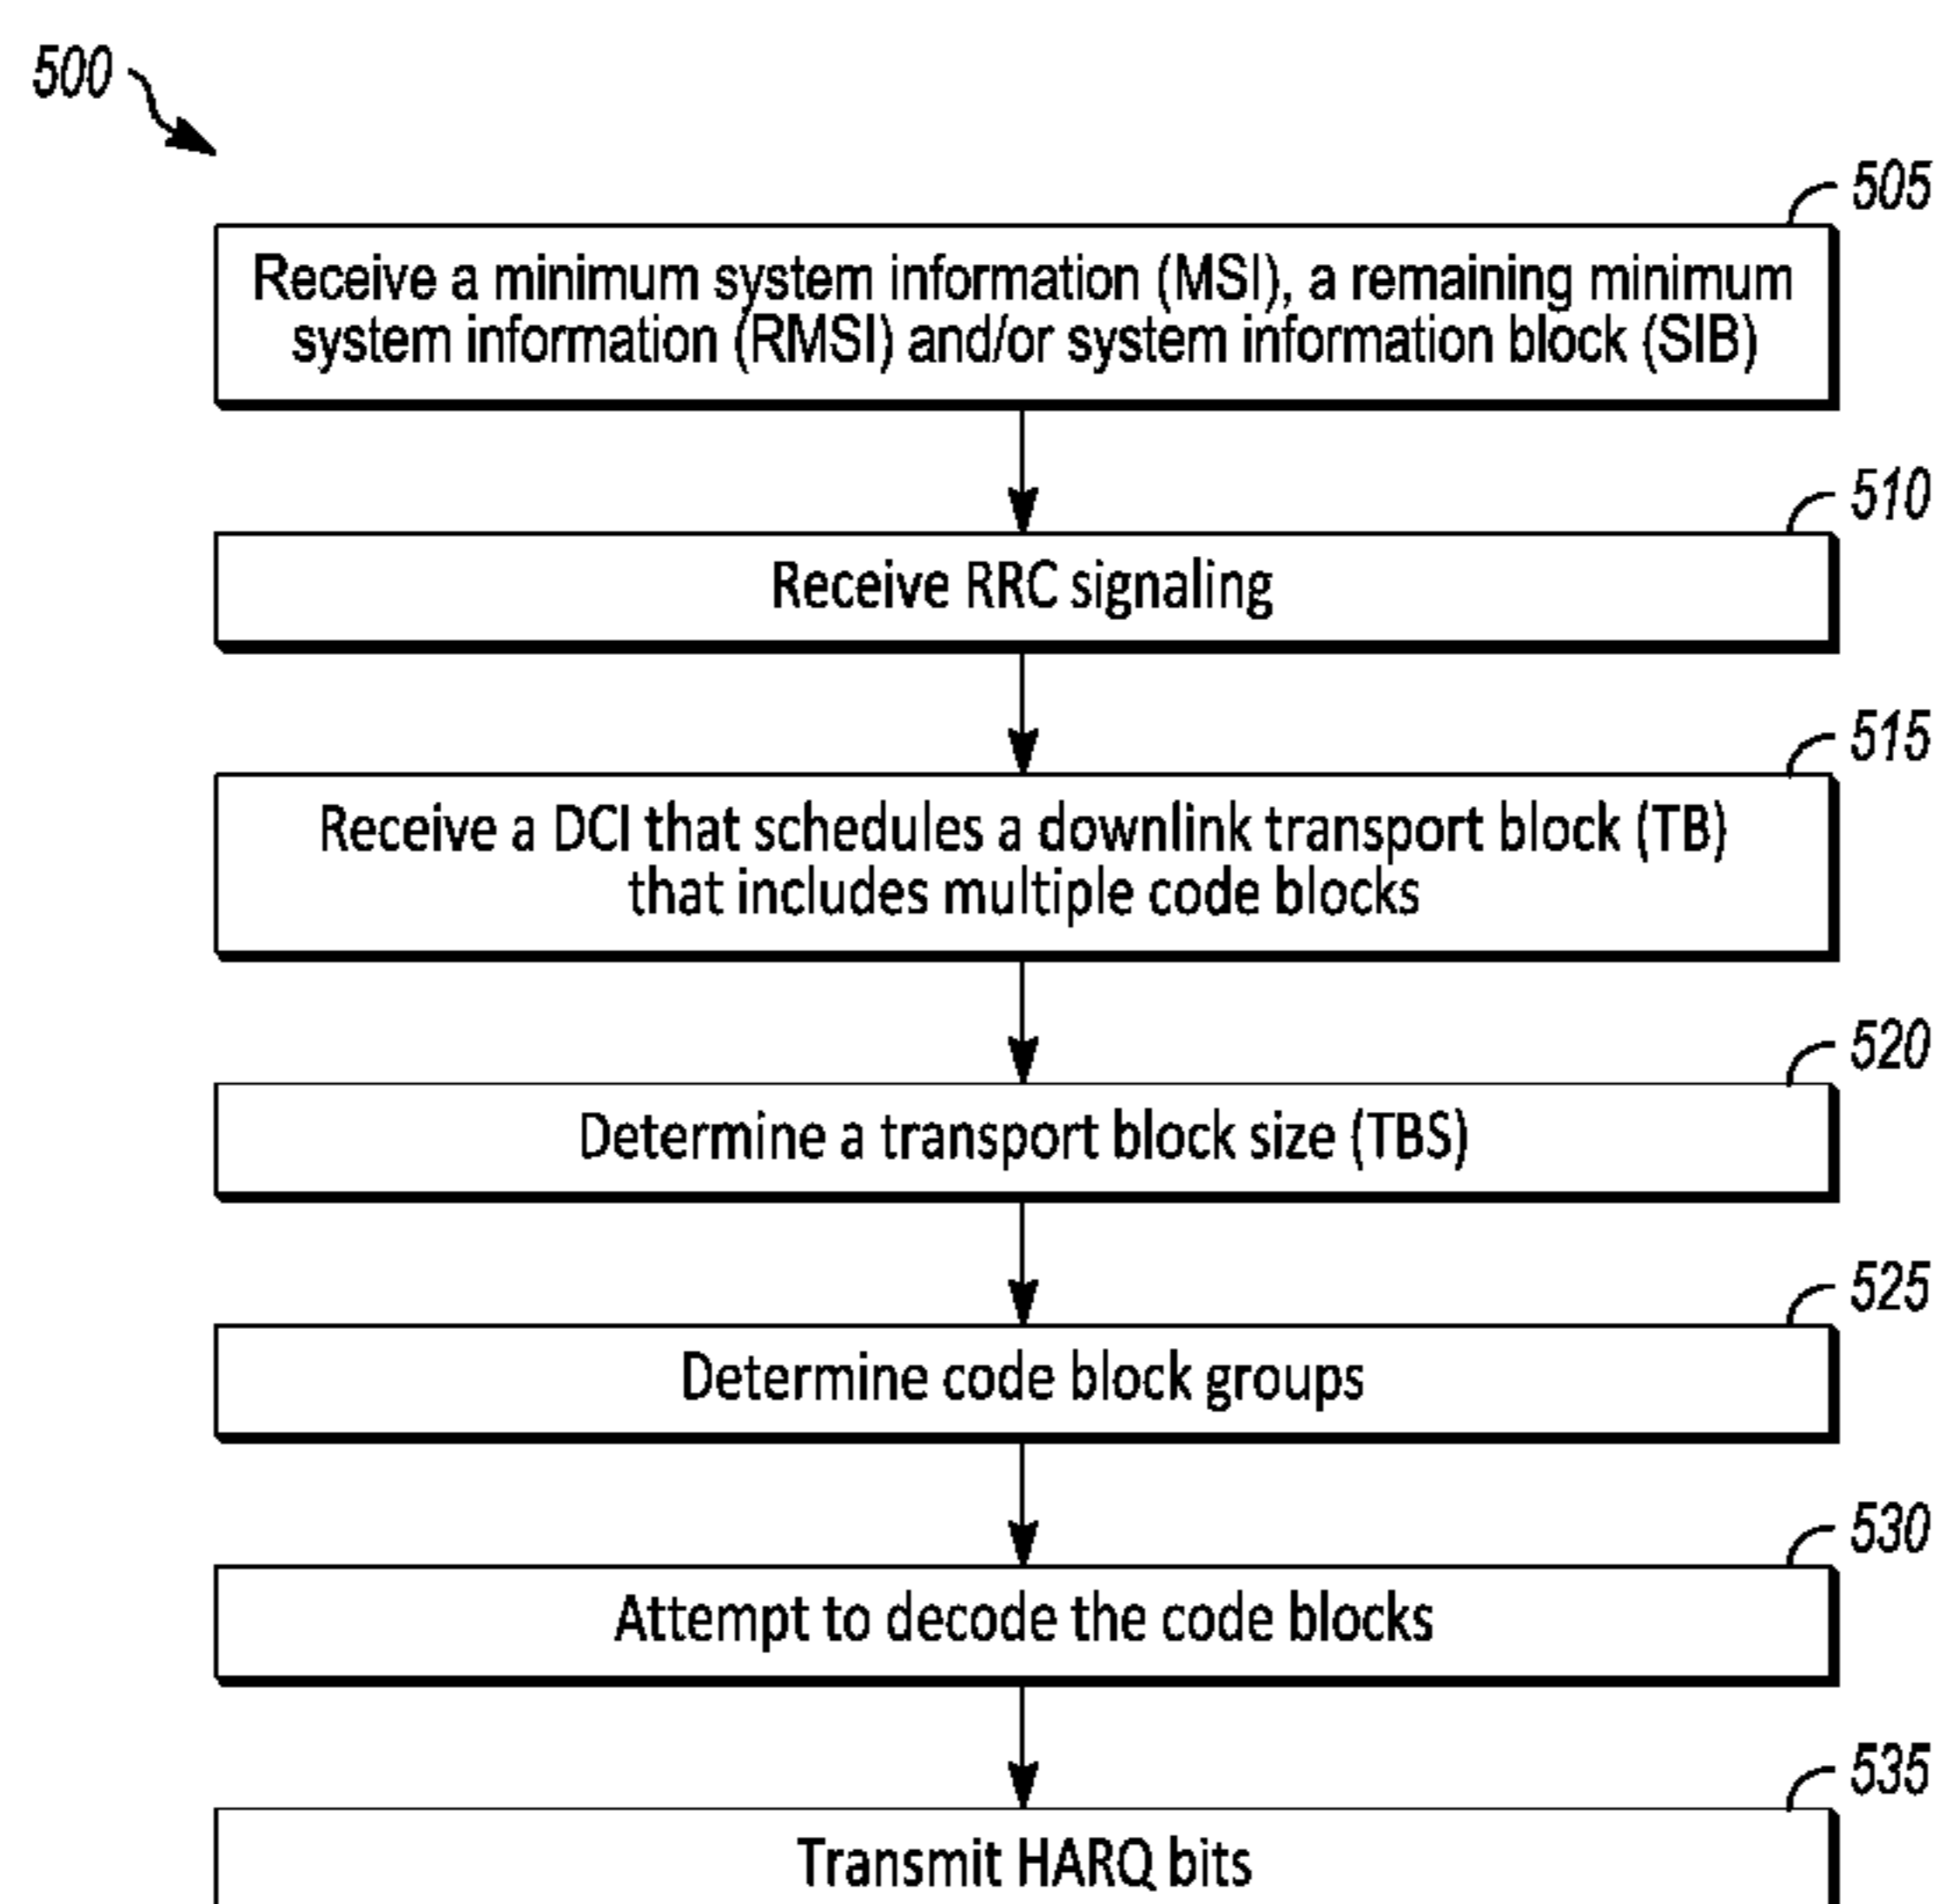 500
505
Receive a minimum system information (MSI), a remaining minimum
system information (RMSI) and/or system information block (SIB)
510
Receive RRC signaling
515
Receive a DCI that schedules a downlink transport block (TB)
that includes multiple code blocks
520
Determine a transport block size (TBS)
525
Determine code block groups
530
Attempt to decode the code blocks
535
Transmit HARQ bits